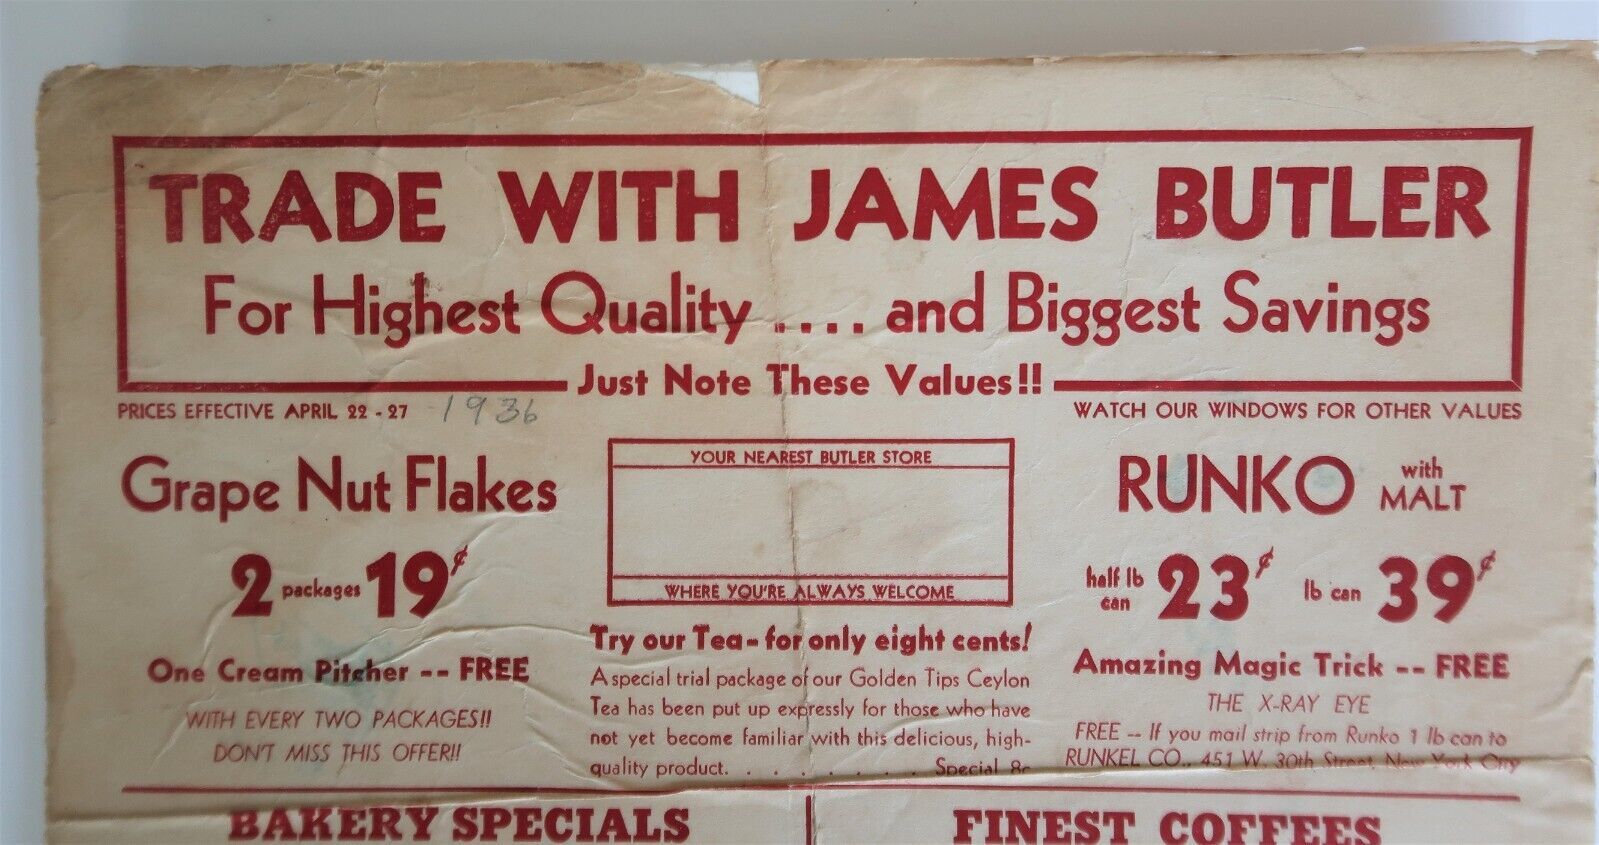 TRADE WITH JAMES BUTLER
For Highest Quality .... and Biggest Savings
Just Note These Values!!
PRICES EFFECTIVE APRIL 22 - 27 - 1936
WATCH OUR WINDOWS FOR OTHER VALUES
Grape Nut Flakes
2 packages 19¢
One Cream Pitcher -- FREE
WITH EVERY TWO PACKAGES!!
DON'T MISS THIS OFFER!!
YOUR NEAREST BUTLER STORE
WHERE YOU'RE ALWAYS WELCOME
Try our Tea - for only eight cents!
A special trial package of our Golden Tips Ceylon
Tea has been put up expressly for those who have
not yet become familiar with this delicious, high-
quality product. . . . . . . . Special 8c
RUNKO with MALT
half lb can 23¢ lb can 39¢
Amazing Magic Trick -- FREE
THE X-RAY EYE
FREE -- If you mail strip from Runko 1 lb can to
RUNKEL CO., 451 W. 30th Street, New York City
BAKERY SPECIALS
FINEST COFFEES